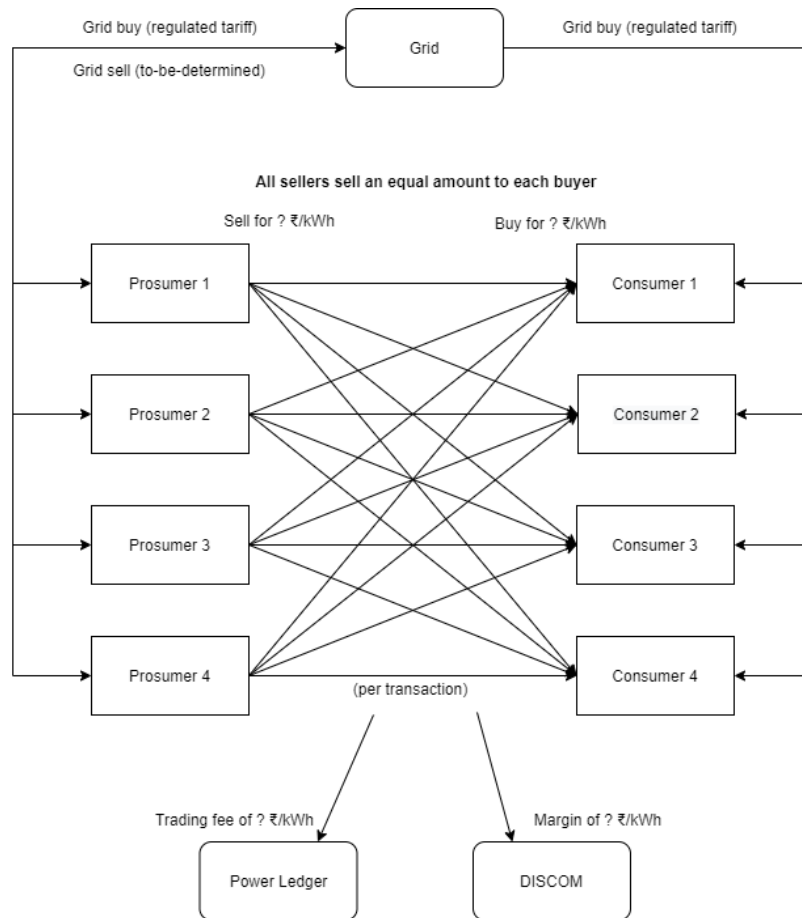 Grid buy (regulated tariff)
Grid
Grid buy (regulated tariff)
Grid sell (to-be-determined)
All sellers sell an equal amount to each buyer
Sell for ? ₹/kWh
Buy for ? ₹/kWh
Prosumer 1
Consumer 1
Prosumer 2
Consumer 2
Prosumer 3
Consumer 3
Prosumer 4
Consumer 4
(per transaction)
Trading fee of ? ₹/kWh
Margin of ? ₹/kWh
Power Ledger
DISCOM